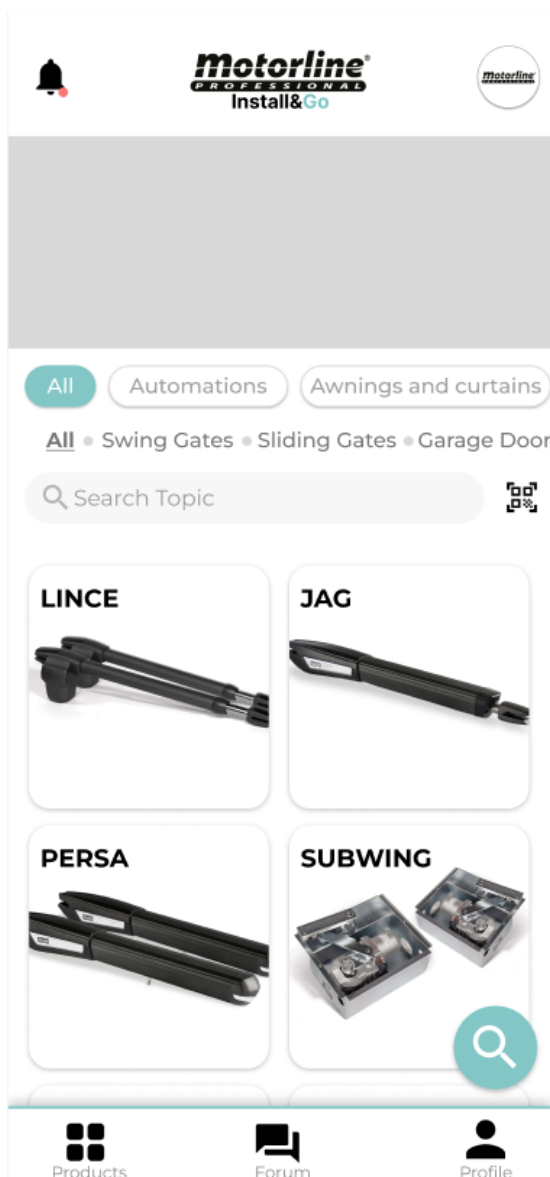 motorline®
PROFESSIONAL
Install&Go
motorline
PROFESSIONAL
All Automations Awnings and curtains
All Swing Gates Sliding Gates Garage Door
Search Topic
LINCE JAG
PERSA SUBWING
Products Forum Profile